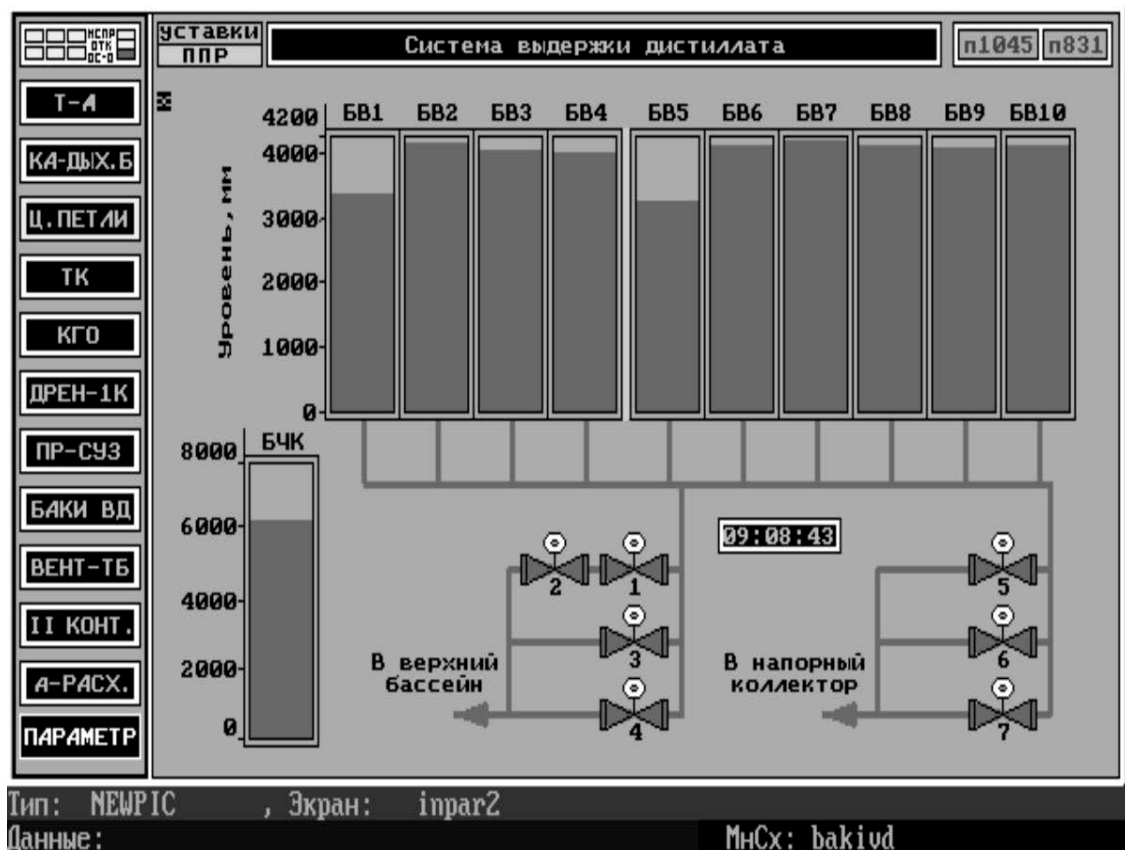 НСПР
ОТК
ОС-О
уставки
ППР
Система выдержки дистиллата
п1045 п831
Т-А
КА-ДЫХ.Б
Ц.ПЕТЛИ
ТК
КГО
ДРЕН-1К
ПР-СУЗ
БАКИ ВД
ВЕНТ-ТБ
II КОНТ.
А-РАСХ.
ПАРАМЕТР
БВ1 БВ2 БВ3 БВ4 БВ5 БВ6 БВ7 БВ8 БВ9 БВ10
Уровень,мм
4200
4000
3000
2000
1000
0
БЧК
8000
6000
4000
2000
0
09:08:43
2 1
3
4
В верхний
бассейн
5
6
7
В напорный
коллектор
Тип: NEWPIC , Экран: inpar2
Данные: МнСх: bakivd